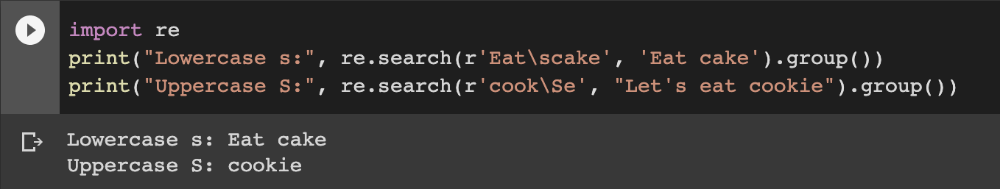 import re
print("Lowercase s:", re.search(r'Eat\scake', 'Eat cake').group())
print("Uppercase S:", re.search(r'cook\Se', "Let's eat cookie").group())
Lowercase s: Eat cake
Uppercase S: cookie